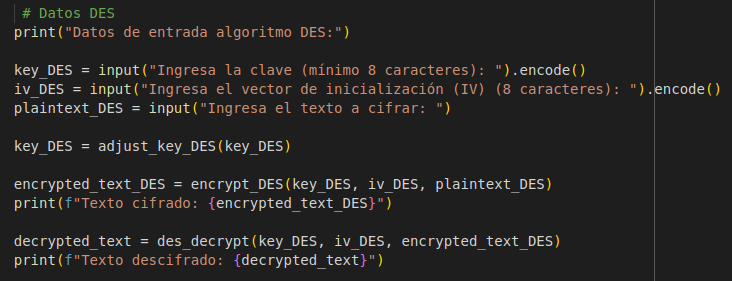 # Datos DES
print("Datos de entrada algoritmo DES:")
key_DES = input("Ingresa la clave (mínimo 8 caracteres): ").encode()
iv_DES = input("Ingresa el vector de inicialización (IV) (8 caracteres): ").encode()
plaintext_DES = input("Ingresa el texto a cifrar: ")
key_DES = adjust_key_DES(key_DES)
encrypted_text_DES = encrypt_DES(key_DES, iv_DES, plaintext_DES)
print(f"Texto cifrado: {encrypted_text_DES}")
decrypted_text = des_decrypt(key_DES, iv_DES, encrypted_text_DES)
print(f"Texto descifrado: {decrypted_text}")